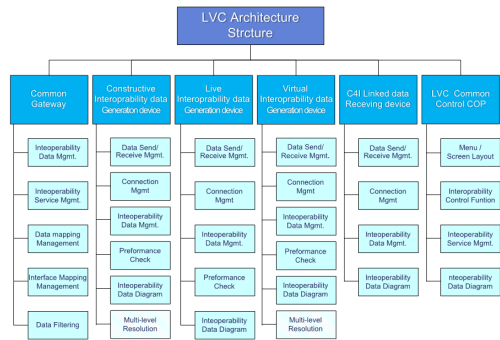 LVC Architecture
Strcture
Common
Gateway
Constructive
Interoprability data
Generation device
Live
Interoprability data
Generation device
Virtual
Interoprability data
Generation device
C4I Linked data
Receving device
LVC Common
Control COP
Inteoperability
Data Mgmt.
Inteoperability
Service Mgmt.
Data mapping
Management
Interface Mapping
Management
Data Filtering
Data Send/
Receive Mgmt.
Connection
Mgmt
Inteoperability
Data Mgmt.
Preformance
Check
Inteoperability
Data Diagram
Multi-level
Resolution
Data Send/
Receive Mgmt.
Connection
Mgmt
Inteoperability
Data Mgmt.
Preformance
Check
Inteoperability
Data Diagram
Data Send/
Receive Mgmt.
Connection
Mgmt
Inteoperability
Data Mgmt.
Preformance
Check
Inteoperability
Data Diagram
Multi-level
Resolution
Data Send/
Receive Mgmt.
Connection
Mgmt
Inteoperability
Data Mgmt.
Inteoperability
Data Diagram
Menu /
Screen Layout
Interoprability
Control Funtion
Inteoperability
Service Mgmt.
nteoperability
Data Diagram